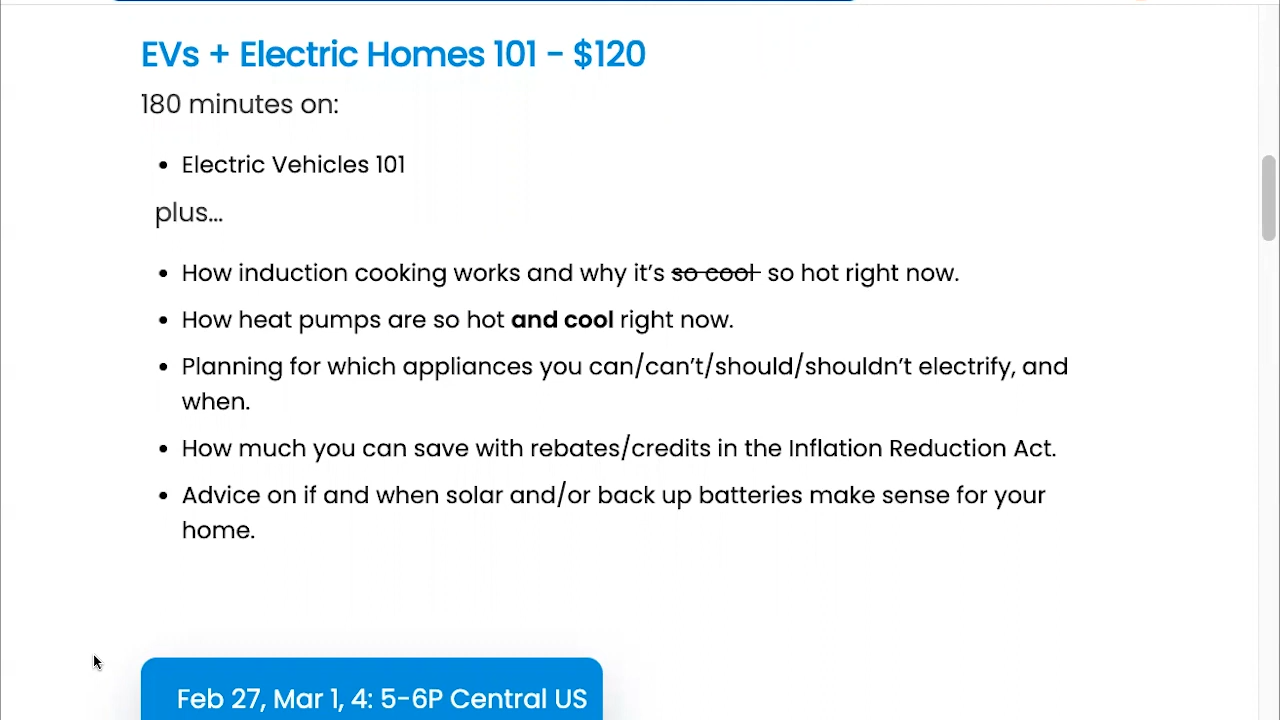 EVs + Electric Homes 101 - $120
180 minutes on:
• Electric Vehicles 101
plus...
• How induction cooking works and why it's so cool so hot right now.
• How heat pumps are so hot and cool right now.
• Planning for which appliances you can/can't/should/shouldn't electrify, and
when.
• How much you can save with rebates/credits in the Inflation Reduction Act.
• Advice on if and when solar and/or back up batteries make sense for your
home.
Feb 27, Mar 1, 4: 5-6P Central US